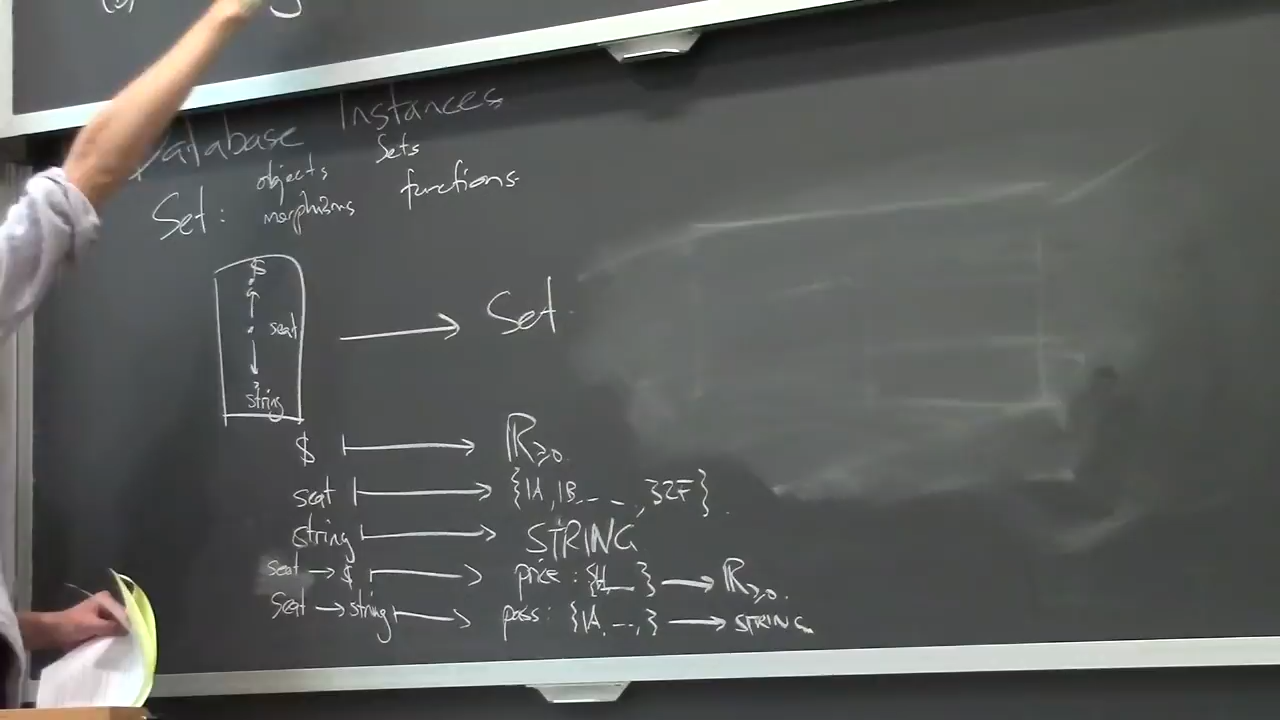 Database Instances
Set: objects Sets
morphisms functions
$
seat
string
⟶ Set
$ ⟼ ℝ≥0
seat ⟼ {1A, 1B - - -, 32F}
string ⟼ STRING
seat → $ ⟼ price : { } → ℝ≥0.
Seat → string ⟼ pass: {1A, --, } → STRING